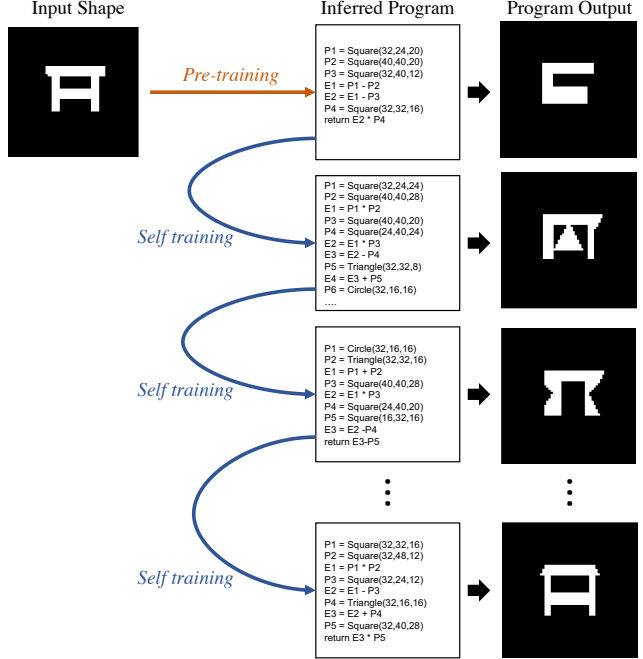 Input Shape
Inferred Program
Program Output
Pre-training
P1 = Square(32,24,20)
P2 = Square(40,40,20)
P3 = Square(32,40,12)
E1 = P1 - P2
E2 = E1 - P3
P4 = Square(32,32,16)
return E2 * P4
Self training
P1 = Square(32,24,24)
P2 = Square(40,40,28)
E1 = P1 * P2
P3 = Square(40,40,20)
P4 = Square(24,40,24)
E2 = E1 * P3
E3 = E2 - P4
P5 = Triangle(32,32,8)
E4 = E3 + P5
P6 = Circle(32,16,16)
....
Self training
P1 = Circle(32,16,16)
P2 = Triangle(32,32,16)
E1 = P1 + P2
P3 = Square(40,40,28)
E2 = E1 * P3
P4 = Square(24,40,20)
P5 = Square(16,32,16)
E3 = E2 -P4
return E3-P5
Self training
P1 = Square(32,32,16)
P2 = Square(32,48,12)
E1 = P1 * P2
P3 = Square(32,24,12)
E2 = E1 - P3
P4 = Triangle(32,16,16)
E3 = E2 + P4
P5 = Square(32,40,28)
return E3 * P5